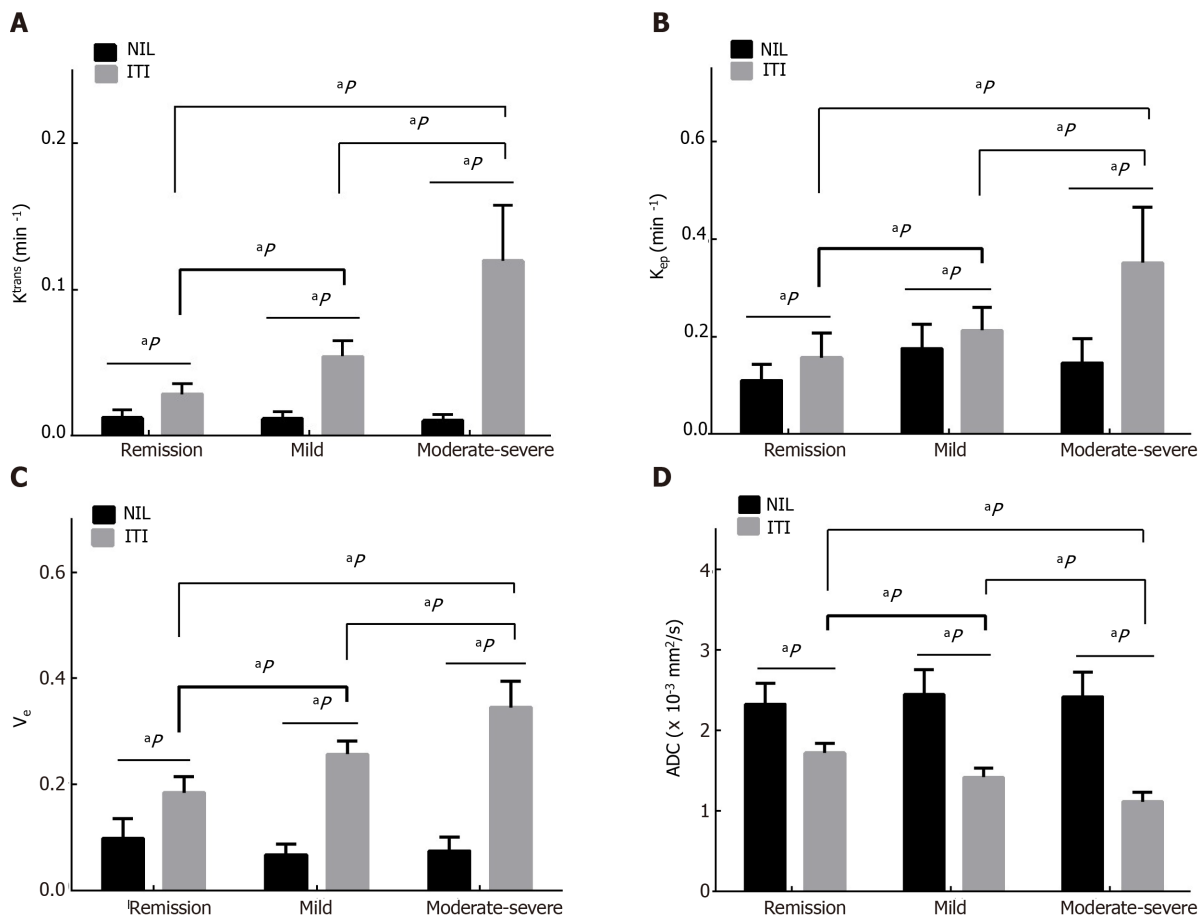 A
NIL
ITI
K^trans (min -1)
0.2
0.1
0.0
aP
aP
aP
aP
aP
aP
Remission Mild Moderate-severe
B
NIL
ITI
Kep (min -1)
0.6
0.4
0.2
0.0
aP
aP
aP
aP
aP
aP
Remission Mild Moderate-severe
C
NIL
ITI
Ve
0.6
0.4
0.2
0.0
aP
aP
aP
aP
aP
aP
Remission Mild Moderate-severe
D
NIL
ITI
ADC (x 10-3 mm2/s)
4
3
2
1
0
aP
aP
aP
aP
aP
aP
Remission Mild Moderate-severe